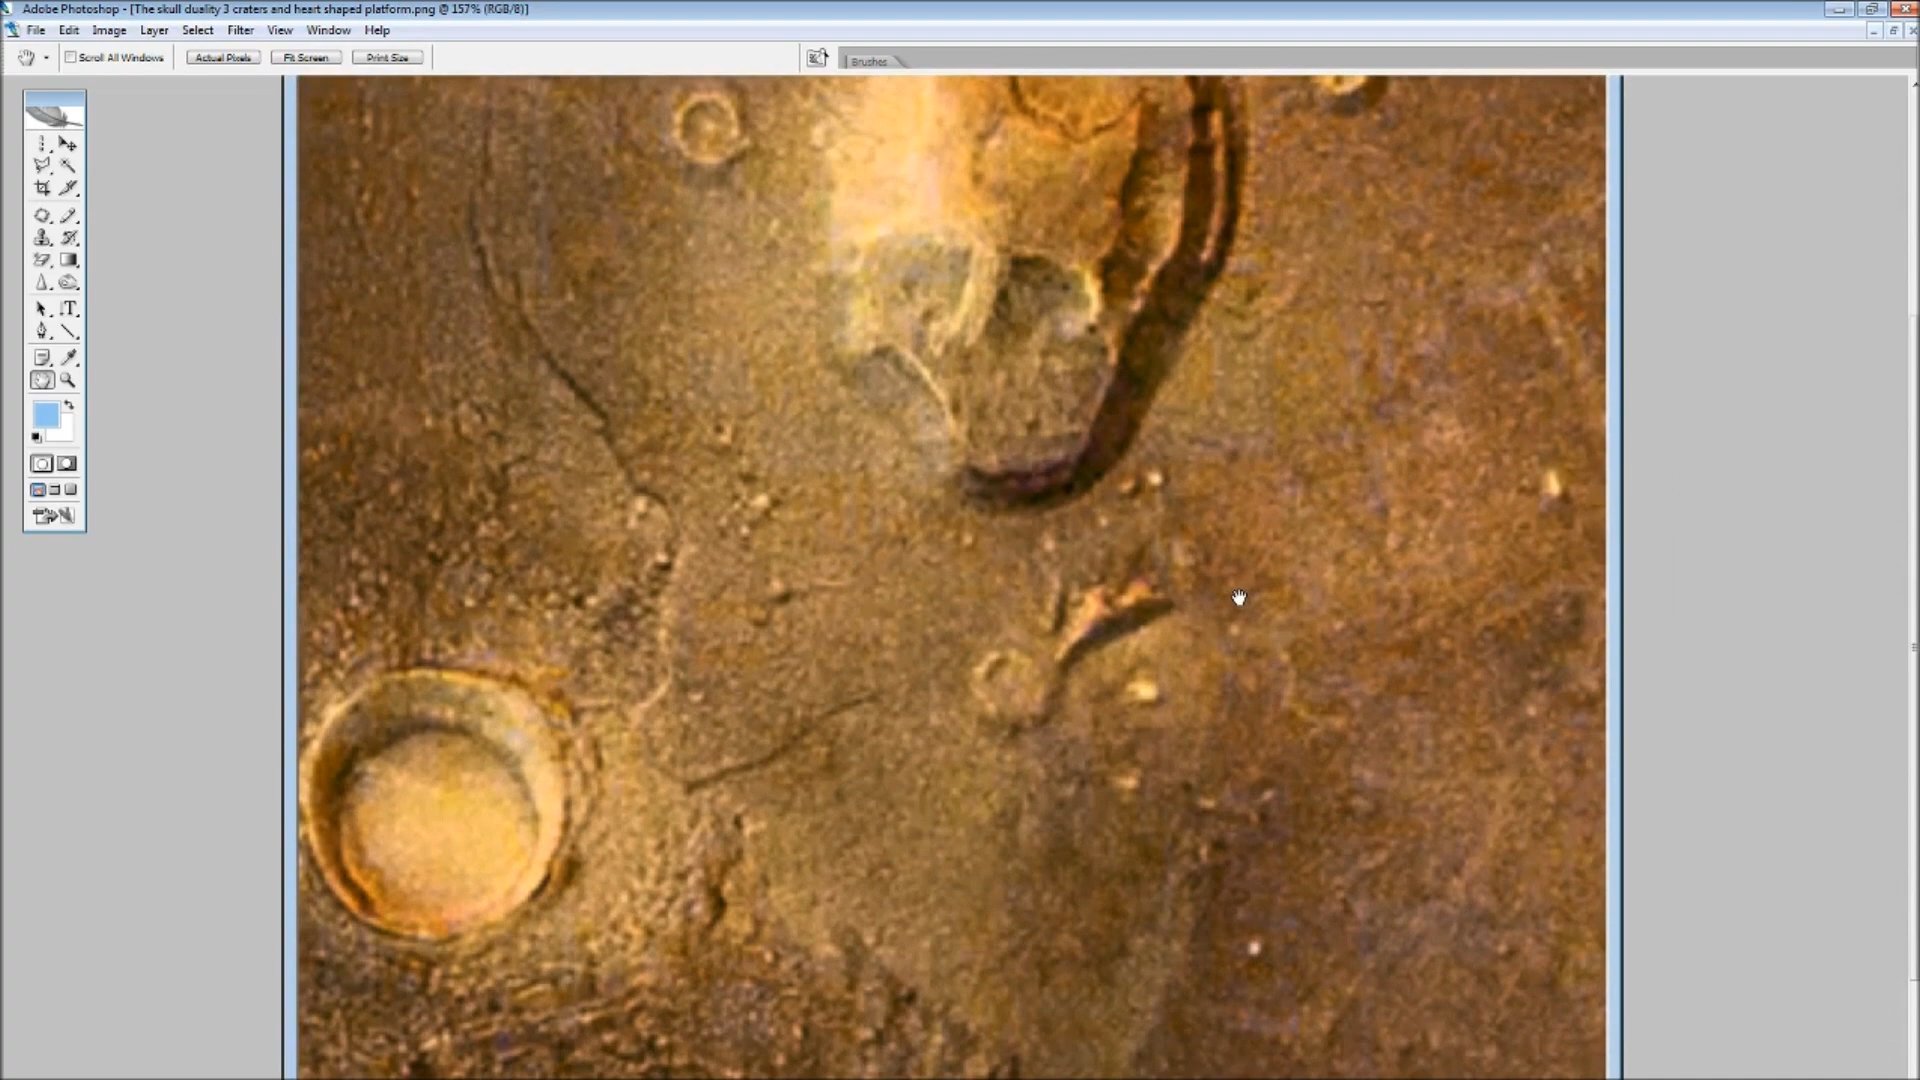 Adobe Photoshop - [The skull duality 3 craters and heart shaped platform.png @ 157% (RGB/8)]
File Edit Image Layer Select Filter View Window Help
Scroll All Windows Actual Pixels Fit Screen Print Size Brushes
T